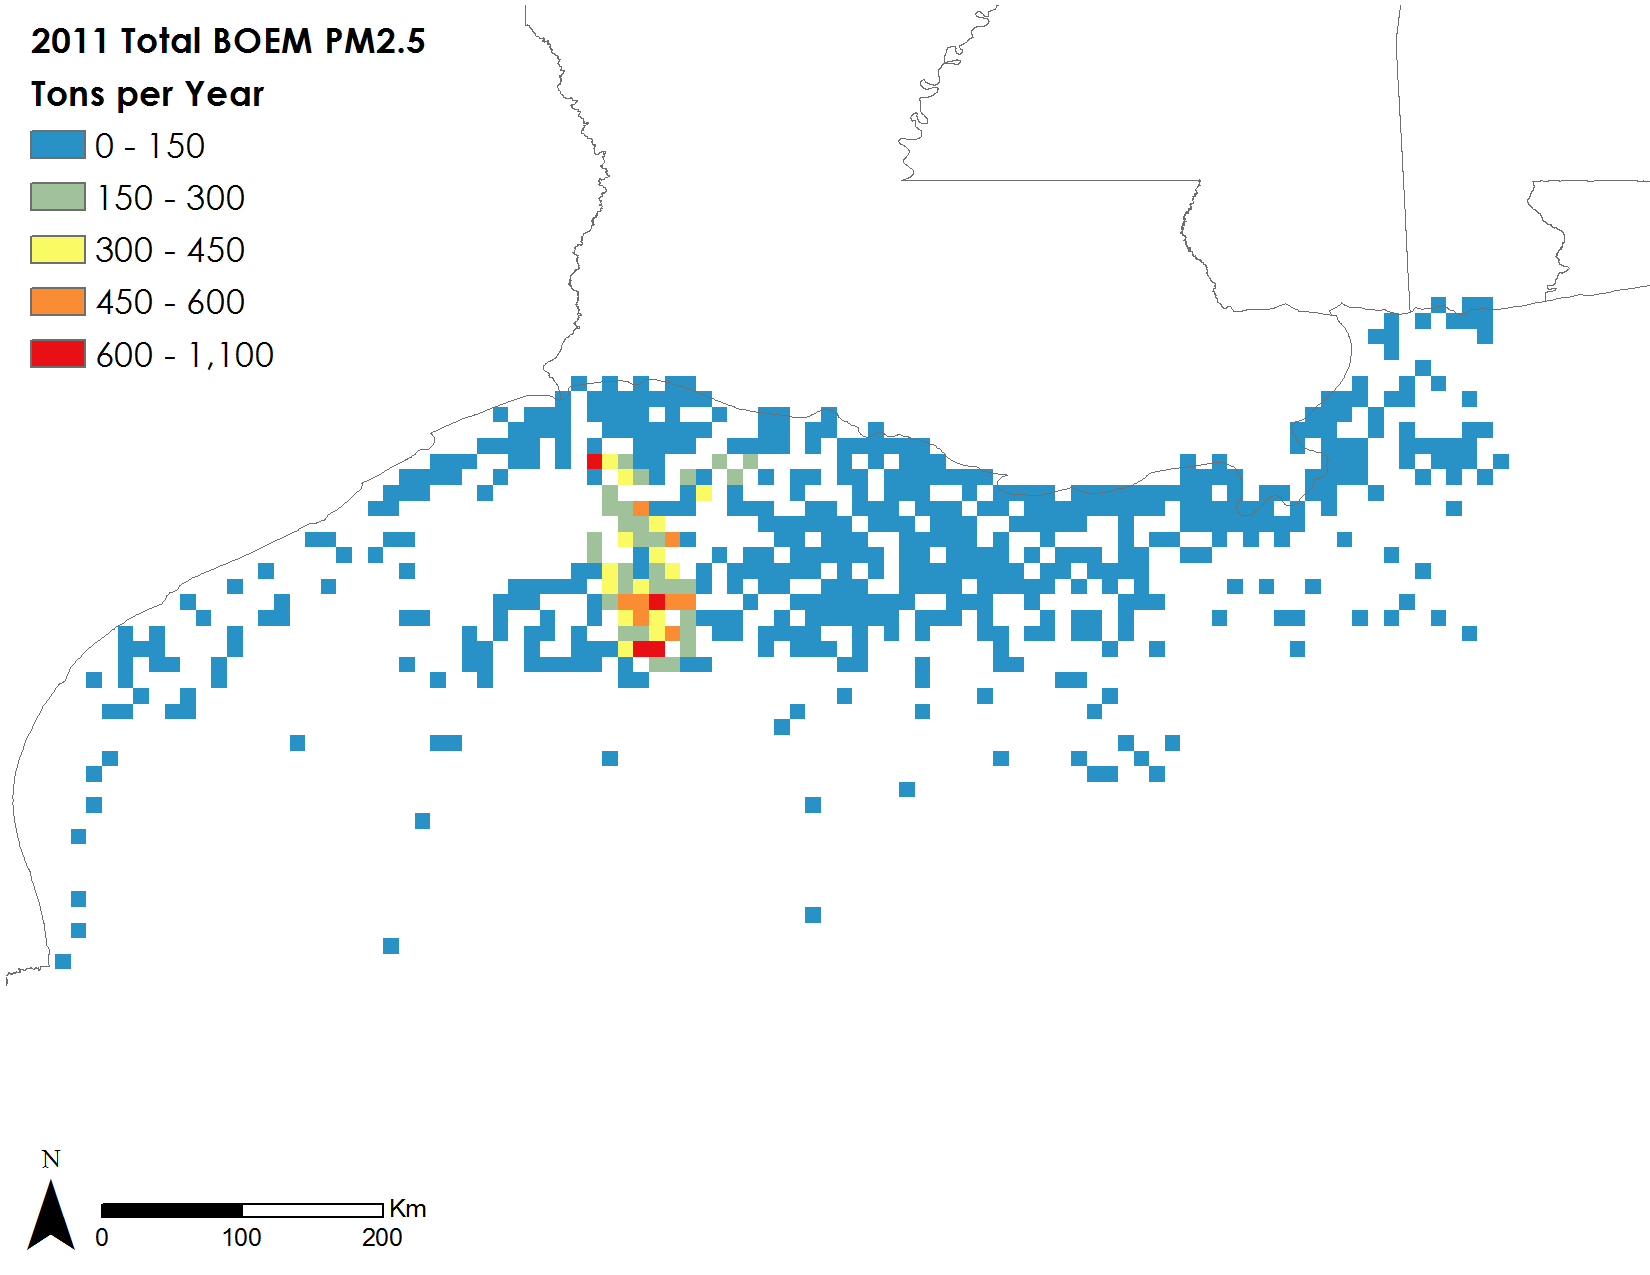 2011 Total BOEM PM2.5
Tons per Year
0 - 150
150 - 300
300 - 450
450 - 600
600 - 1,100
N
Km
0 100 200